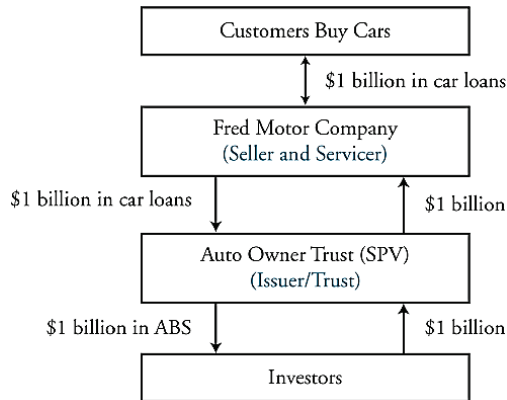 Customers Buy Cars
$1 billion in car loans
Fred Motor Company
(Seller and Servicer)
$1 billion in car loans
$1 billion
Auto Owner Trust (SPV)
(Issuer/Trust)
$1 billion in ABS
$1 billion
Investors